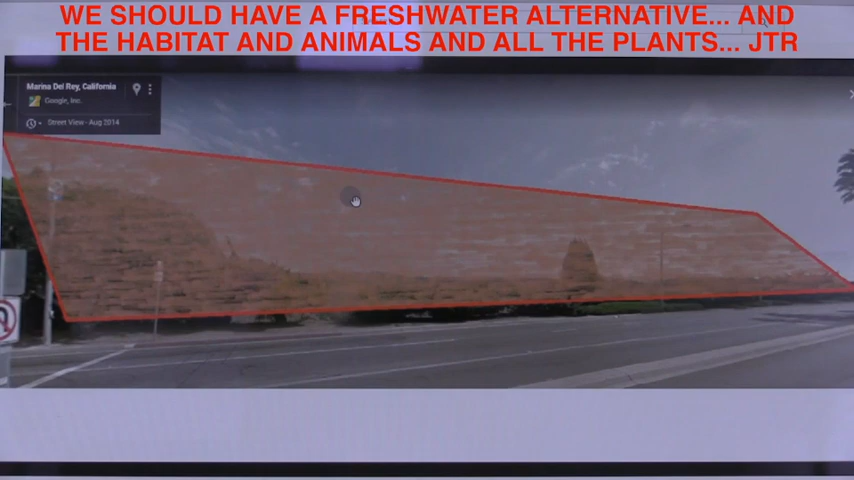 WE SHOULD HAVE A FRESHWATER ALTERNATIVE... AND
THE HABITAT AND ANIMALS AND ALL THE PLANTS... JTR
Marina Del Rey, California
Google, Inc.
Street View - Aug 2014